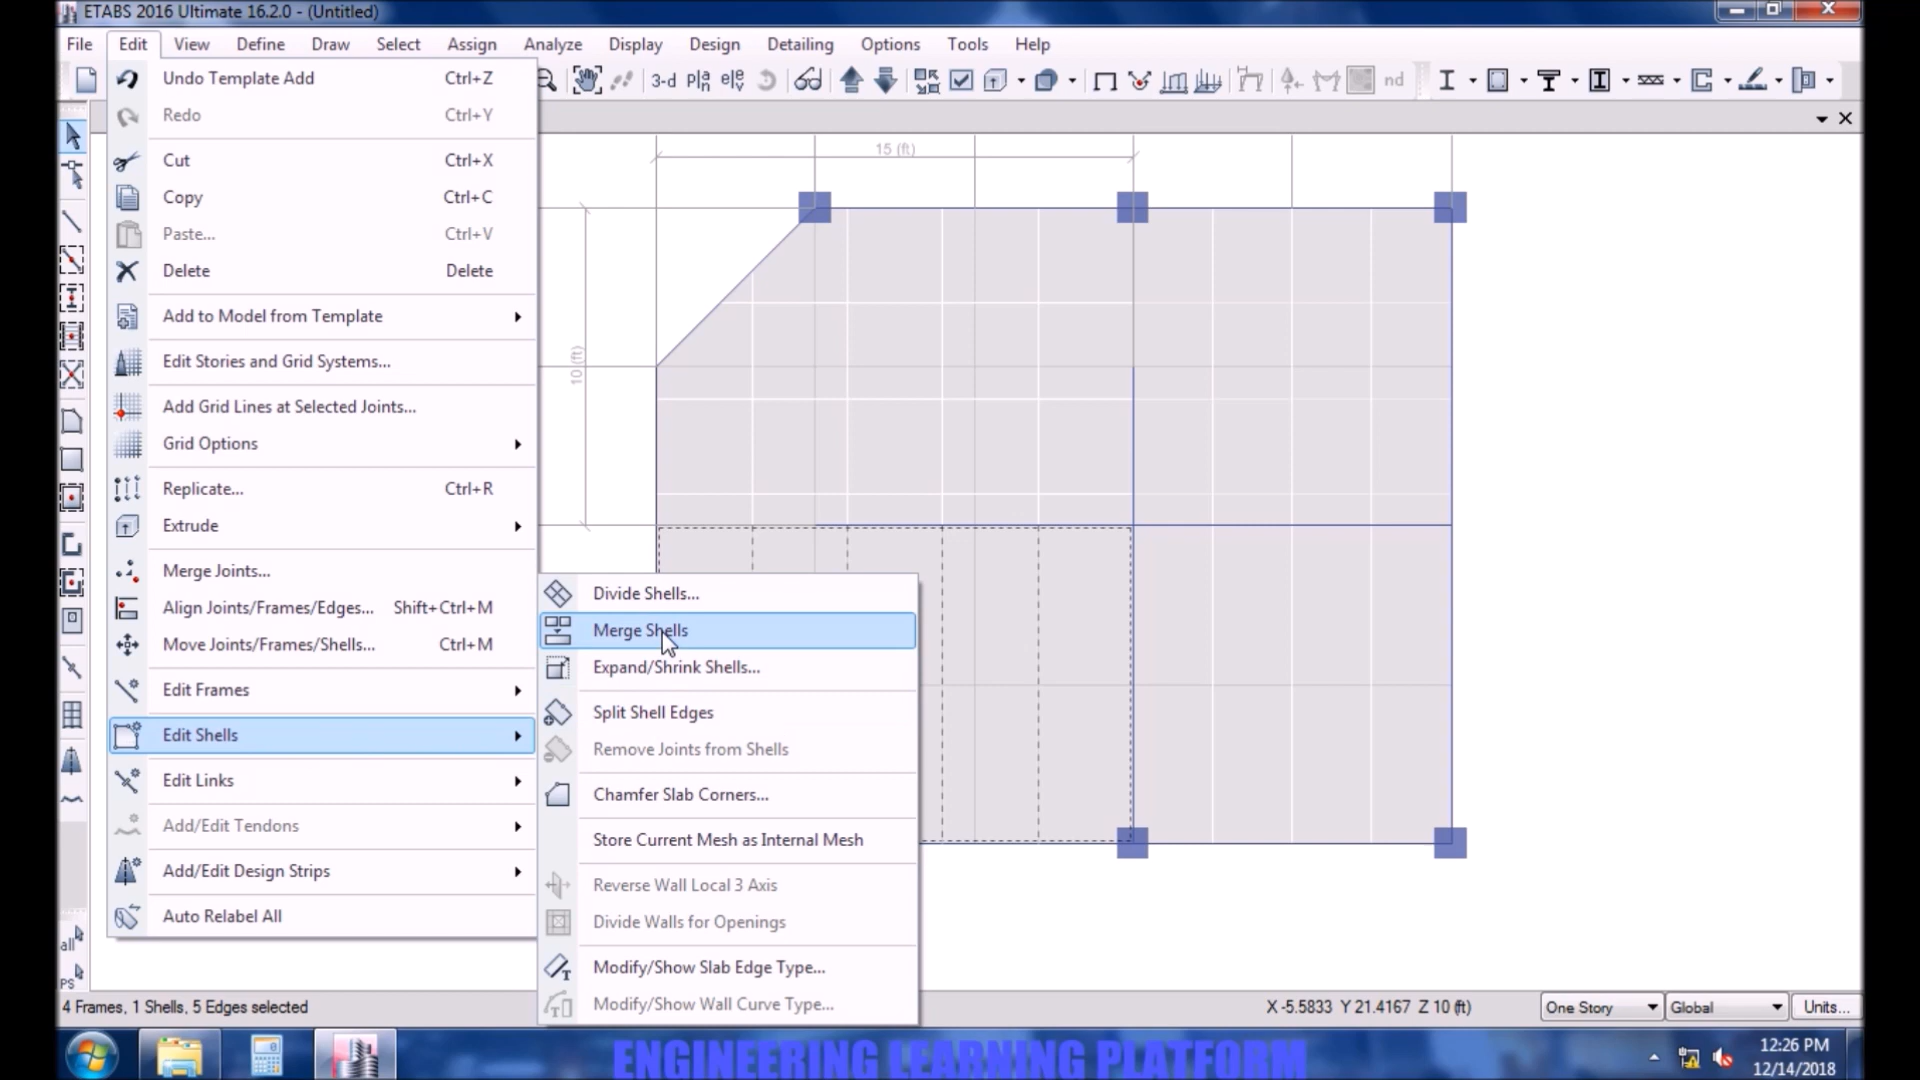 ETABS 2016 Ultimate 16.2.0 - (Untitled)
File Edit View Define Draw Select Assign Analyze Display Design Detailing Options Tools Help
3-d pla ele nd
Undo Template Add Ctrl+Z
Redo Ctrl+Y
Cut Ctrl+X
Copy Ctrl+C
Paste... Ctrl+V
Delete Delete
Add to Model from Template
Edit Stories and Grid Systems...
Add Grid Lines at Selected Joints...
Grid Options
Replicate... Ctrl+R
Extrude
Merge Joints...
Align Joints/Frames/Edges... Shift+Ctrl+M
Move Joints/Frames/Shells... Ctrl+M
Edit Frames
Edit Shells
Edit Links
Add/Edit Tendons
Add/Edit Design Strips
Auto Relabel All
Divide Shells...
Merge Shells
Expand/Shrink Shells...
Split Shell Edges
Remove Joints from Shells
Chamfer Slab Corners...
Store Current Mesh as Internal Mesh
Reverse Wall Local 3 Axis
Divide Walls for Openings
Modify/Show Slab Edge Type...
Modify/Show Wall Curve Type...
15 (ft)
10 (ft)
all
PS
4 Frames, 1 Shells, 5 Edges selected
X -5.5833 Y 21.4167 Z 10 (ft)
One Story Global Units...
ENGINEERING LEARNING PLATFORM
12:26 PM
12/14/2018